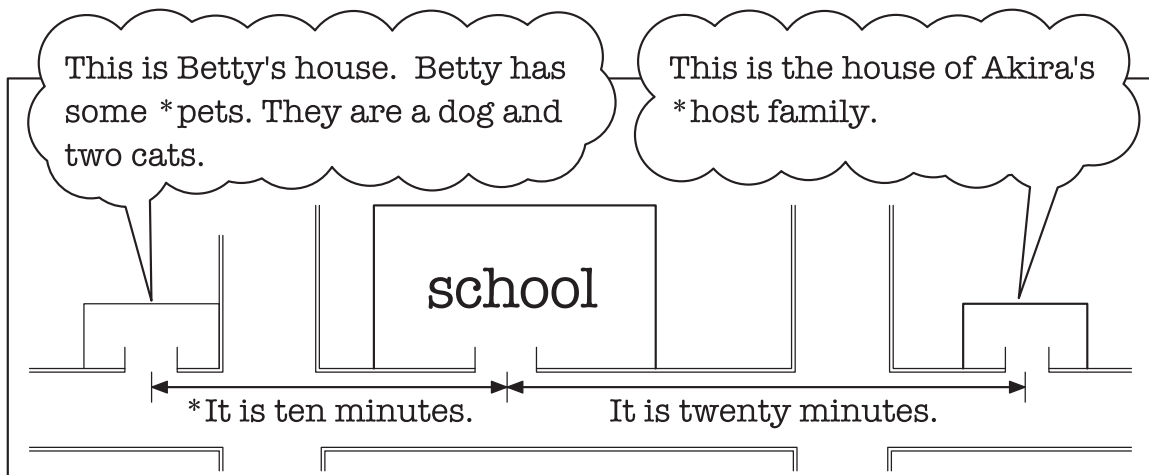 This is Betty's house. Betty has
some *pets. They are a dog and
two cats.
This is the house of Akira's
*host family.
school
*It is ten minutes.
It is twenty minutes.